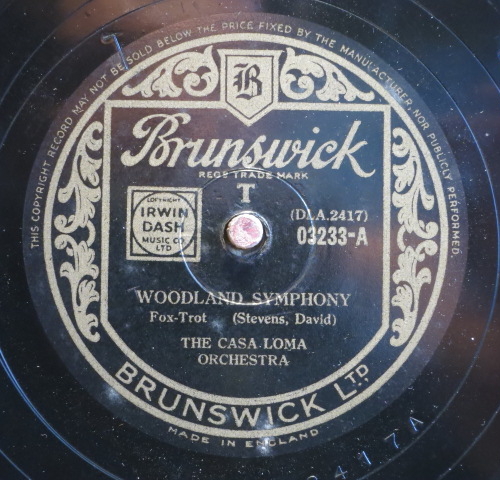 THIS COPYRIGHT RECORD MAY NOT BE SOLD BELOW THE PRICE FIXED BY THE MANUFACTURER, NOR PUBLICLY PERFORMED.
B
Brunswick
REGD TRADE MARK
T
COPYRIGHT
IRWIN
DASH
MUSIC CO
LTD
(DLA.2417)
03233-A
WOODLAND SYMPHONY
Fox-Trot (Stevens, David)
THE CASA LOMA
ORCHESTRA
BRUNSWICK LTD.
MADE IN ENGLAND
2417A